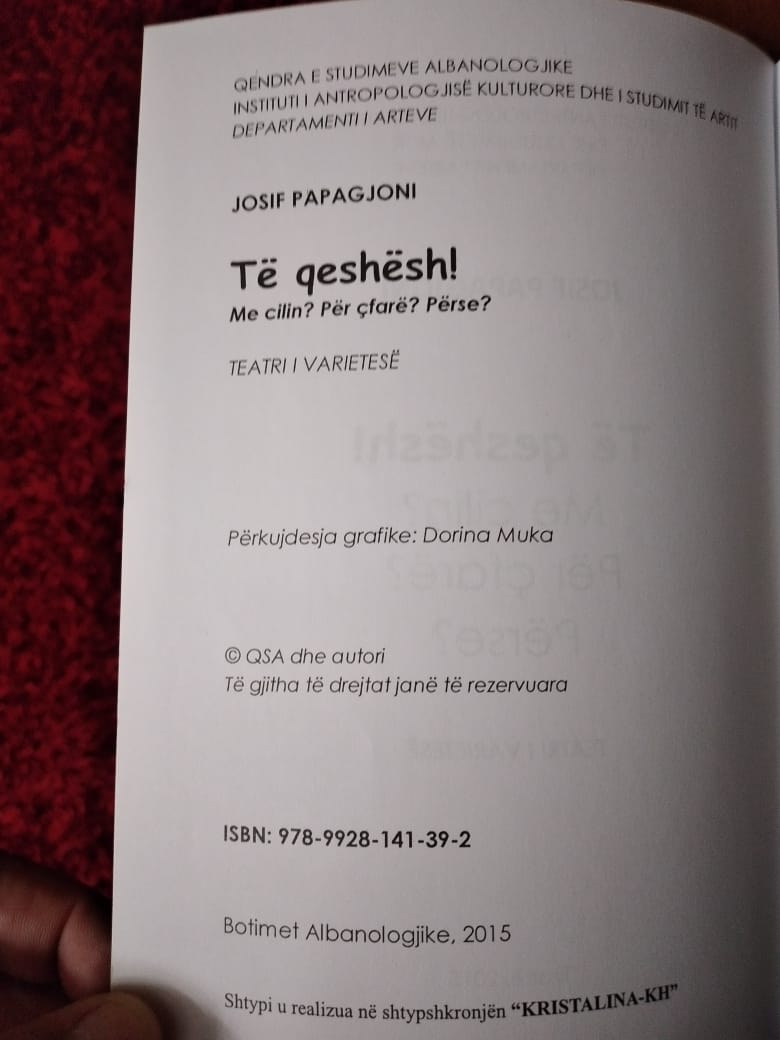 QENDRA E STUDIMEVE ALBANOLOGJIKE
INSTITUTI I ANTROPOLOGJISË KULTURORE DHE I STUDIMIT TË ARTIT
DEPARTAMENTI I ARTEVE
JOSIF PAPAGJONI
Të qeshësh!
Me cilin? Për çfarë? Përse?
TEATRI I VARIETESË
Përkujdesja grafike: Dorina Muka
© QSA dhe autori
Të gjitha të drejtat janë të rezervuara
ISBN: 978-9928-141-39-2
Botimet Albanologjike, 2015
Shtypi u realizua në shtypshkronjën “KRISTALINA-KH”